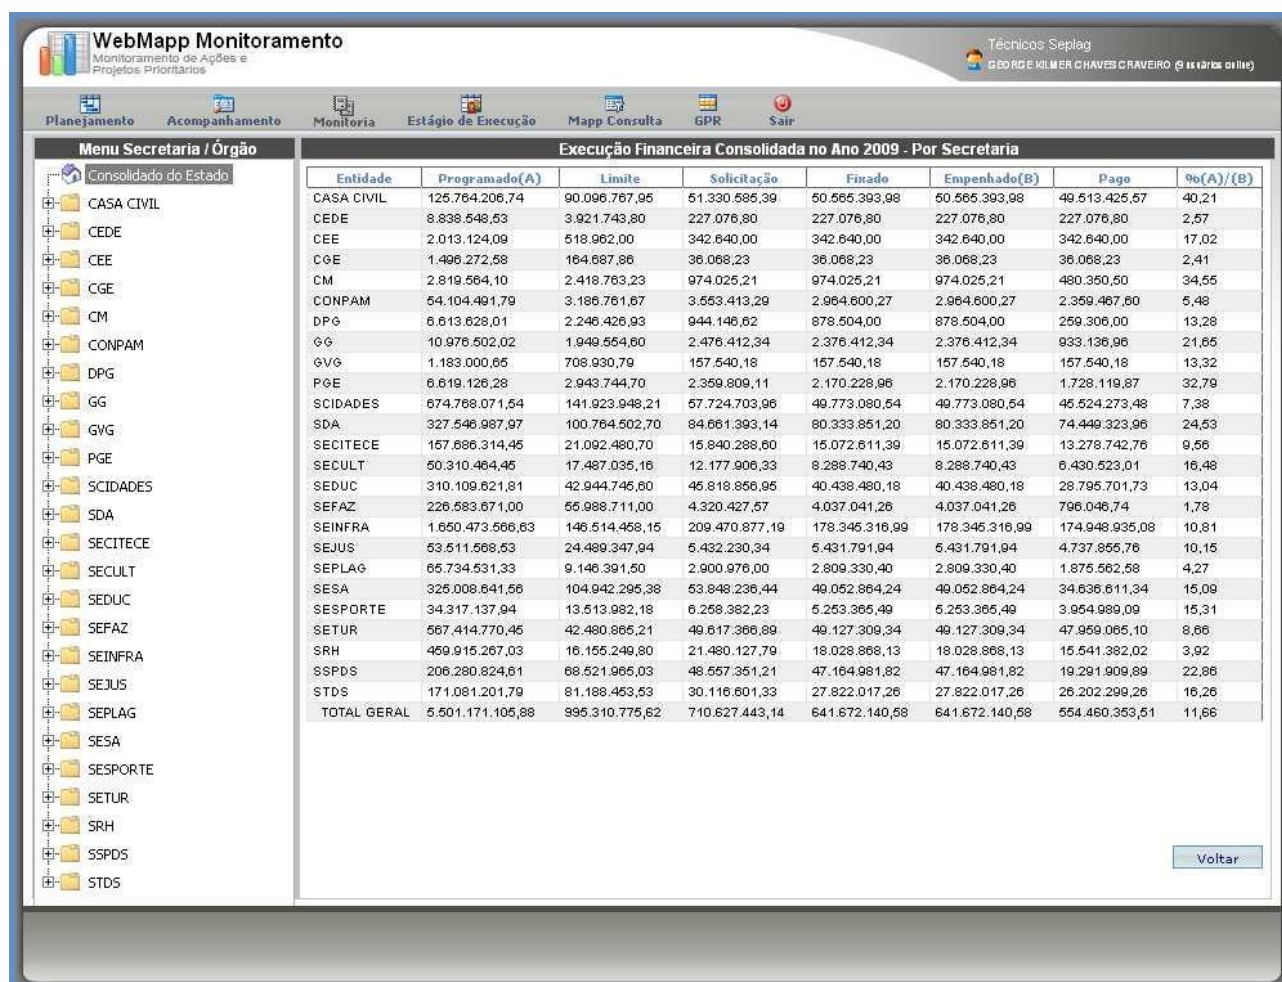 WebMapp Monitoramento
Monitoramento de Ações e
Projetos Prioritários
Técnicos Seplag
GEORGE KILMER CHAVES CRAVEIRO (9 usuários online)
Planejamento Acompanhamento Monitoria Estágio de Execução Mapp Consulta GPR Sair
Menu Secretaria / Órgão
Consolidado do Estado
CASA CIVIL
CEDE
CEE
CGE
CM
CONPAM
DPG
GG
GVG
PGE
SCIDADES
SDA
SECITECE
SECULT
SEDUC
SEFAZ
SEINFRA
SEJUS
SEPLAG
SESA
SESPORTE
SETUR
SRH
SSPDS
STDS
Execução Financeira Consolidada no Ano 2009 - Por Secretaria
Entidade Programado(A) Limite Solicitação Fixado Empenhado(B) Pago %(A)/(B)
CASA CIVIL 125.764.206,74 90.096.767,95 51.330.585,39 50.565.393,98 50.565.393,98 49.513.425,57 40,21
CEDE 8.838.548,53 3.921.743,80 227.076,80 227.076,80 227.076,80 227.076,80 2,57
CEE 2.013.124,09 518.962,00 342.640,00 342.640,00 342.640,00 342.640,00 17,02
CGE 1.496.272,58 164.687,86 36.068,23 36.068,23 36.068,23 36.068,23 2,41
CM 2.819.564,10 2.418.763,23 974.025,21 974.025,21 974.025,21 480.350,50 34,55
CONPAM 54.104.491,79 3.186.761,67 3.553.413,29 2.964.600,27 2.964.600,27 2.359.467,60 5,48
DPG 6.613.628,01 2.246.426,93 944.146,62 878.504,00 878.504,00 259.306,00 13,28
GG 10.976.502,02 1.949.554,60 2.476.412,34 2.376.412,34 2.376.412,34 933.136,96 21,65
GVG 1.183.000,65 708.930,79 157.540,18 157.540,18 157.540,18 157.540,18 13,32
PGE 6.619.126,28 2.943.744,70 2.359.809,11 2.170.228,96 2.170.228,96 1.728.119,87 32,79
SCIDADES 674.768.071,54 141.923.948,21 57.724.703,96 49.773.080,54 49.773.080,54 45.524.273,48 7,38
SDA 327.546.987,97 100.764.502,70 84.661.393,14 80.333.851,20 80.333.851,20 74.449.323,96 24,53
SECITECE 157.686.314,45 21.092.480,70 15.840.288,60 15.072.611,39 15.072.611,39 13.278.742,76 9,56
SECULT 50.310.464,45 17.487.035,16 12.177.906,33 8.288.740,43 8.288.740,43 6.430.523,01 16,48
SEDUC 310.109.621,81 42.944.745,60 45.818.856,95 40.438.480,18 40.438.480,18 28.795.701,73 13,04
SEFAZ 226.583.671,00 55.988.711,00 4.320.427,57 4.037.041,26 4.037.041,26 796.046,74 1,78
SEINFRA 1.650.473.566,63 146.514.458,15 209.470.877,19 178.345.316,99 178.345.316,99 174.948.935,08 10,81
SEJUS 53.511.568,53 24.489.347,94 5.432.230,34 5.431.791,94 5.431.791,94 4.737.855,76 10,15
SEPLAG 65.734.531,33 9.146.391,50 2.900.976,00 2.809.330,40 2.809.330,40 1.875.562,58 4,27
SESA 325.008.641,56 104.942.295,38 53.848.236,44 49.052.864,24 49.052.864,24 34.636.611,34 15,09
SESPORTE 34.317.137,94 13.513.982,18 6.258.382,23 5.253.365,49 5.253.365,49 3.954.989,09 15,31
SETUR 567.414.770,45 42.480.865,21 49.617.366,89 49.127.309,34 49.127.309,34 47.959.065,10 8,66
SRH 459.915.267,03 16.155.249,80 21.480.127,79 18.028.868,13 18.028.868,13 15.541.382,02 3,92
SSPDS 206.280.824,61 68.521.965,03 48.557.351,21 47.164.981,82 47.164.981,82 19.291.909,89 22,86
STDS 171.081.201,79 81.188.453,53 30.116.601,33 27.822.017,26 27.822.017,26 26.202.299,26 16,26
TOTAL GERAL 5.501.171.105,88 995.310.775,62 710.627.443,14 641.672.140,58 641.672.140,58 554.460.353,51 11,66
Voltar